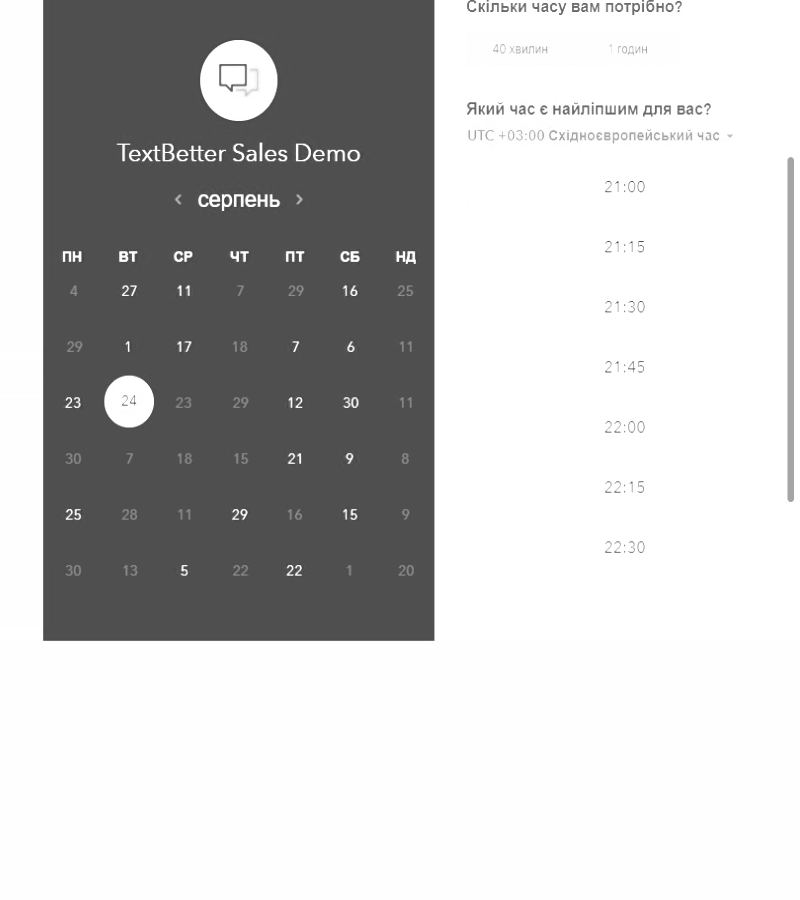 TextBetter Sales Demo
серпень
ПН ВТ СР ЧТ ПТ СБ НД
4 27 11 7 29 16 25
29 1 17 18 7 6 11
23 24 23 29 12 30 11
30 7 18 15 21 9 8
25 28 11 29 16 15 9
30 13 5 22 22 1 20
Скільки часу вам потрібно?
40 хвилин 1 годин
Який час є найліпшим для вас?
UTC +03:00 Східноєвропейський час
21:00
21:15
21:30
21:45
22:00
22:15
22:30